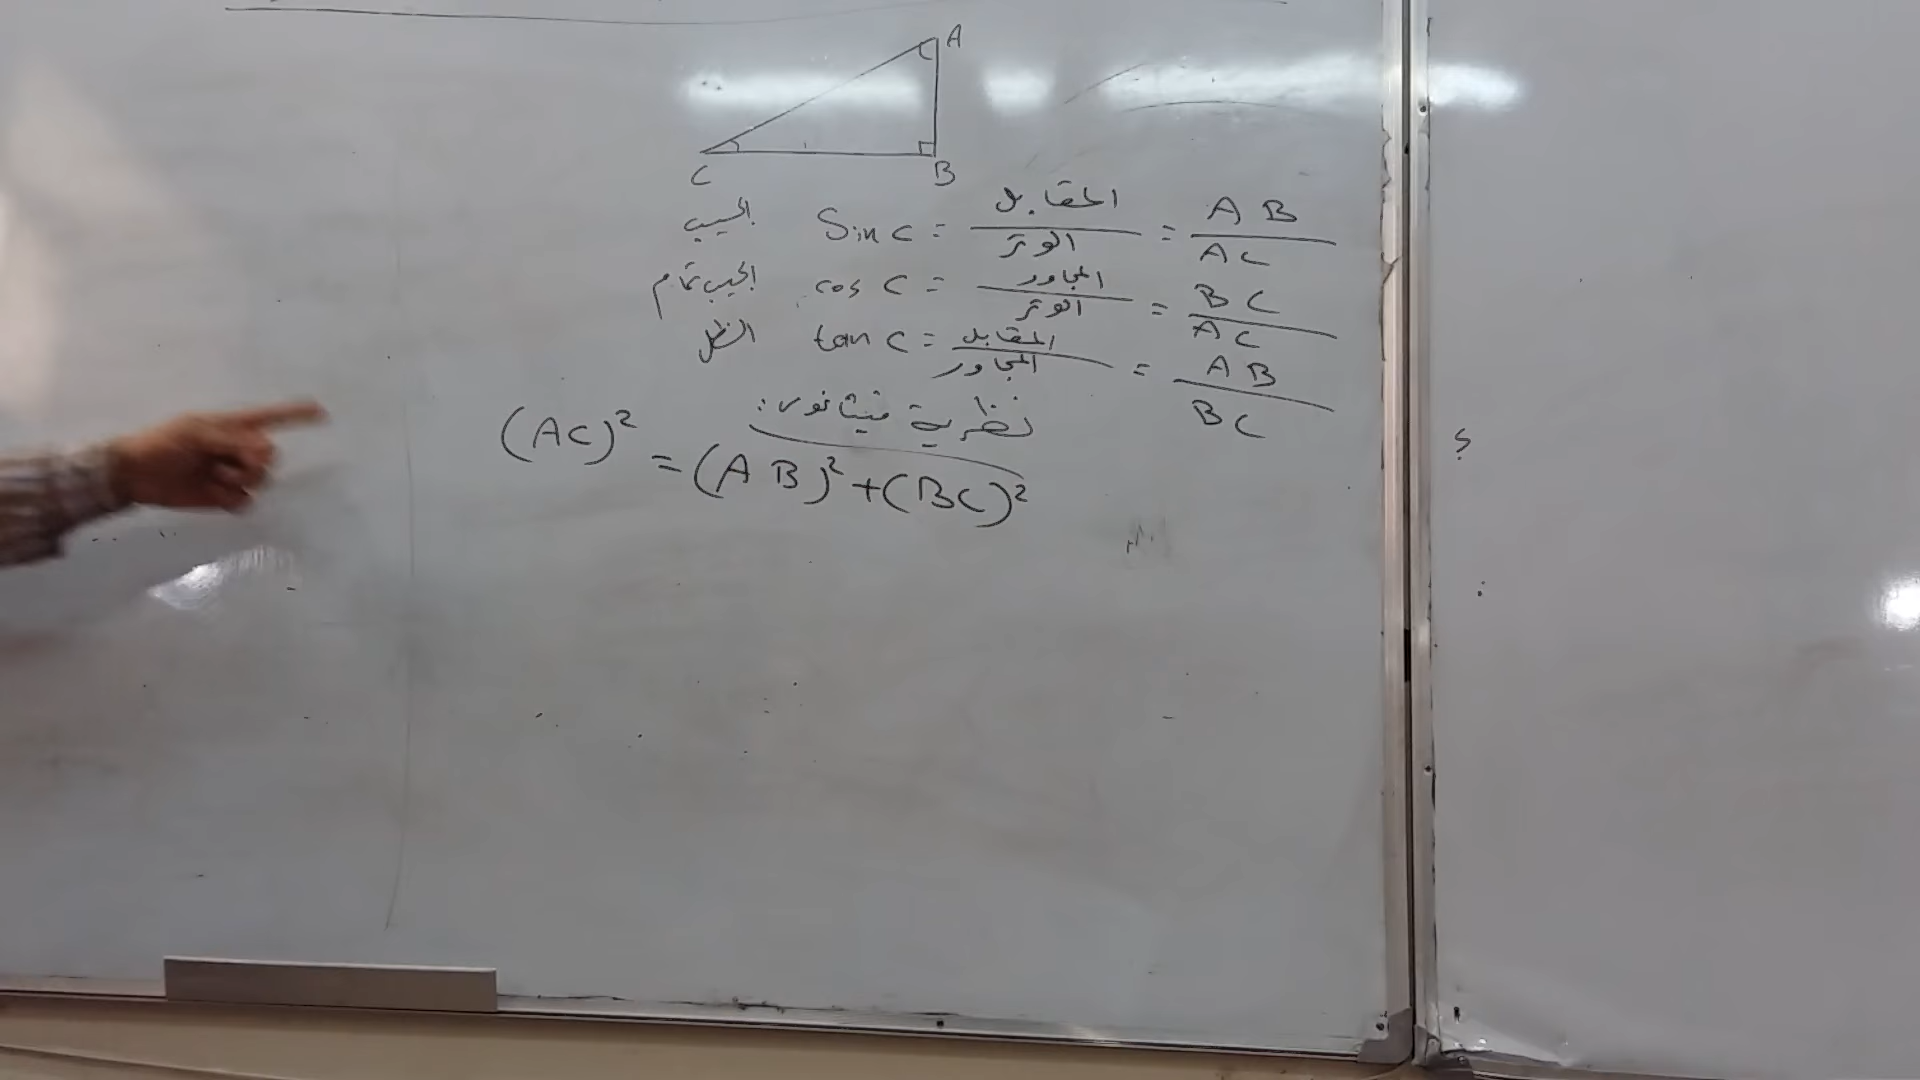 A
C B
الجيب Sin C = المقابل / الوتر = AB / AC
الجيب تمام cos C = المجاور / الوتر = BC / AC
الظل tan C = المقابل / المجاور = AB / BC
نظرية فيثاغورس:
(AC)² = (AB)² + (BC)²